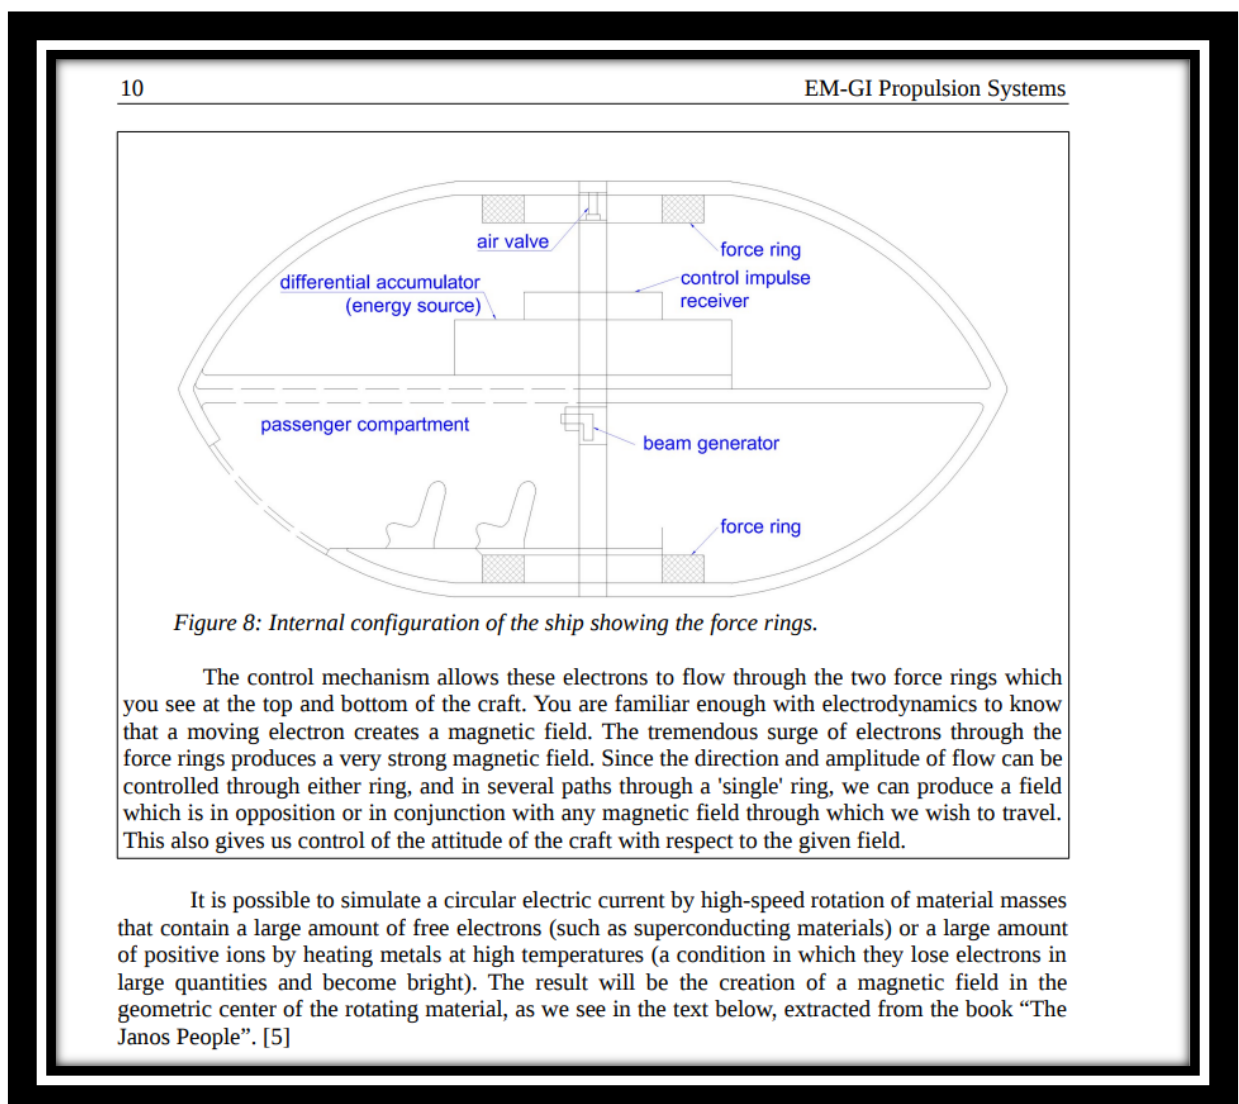 10 EM-GI Propulsion Systems
air valve
force ring
differential accumulator
(energy source)
control impulse
receiver
passenger compartment
beam generator
force ring
Figure 8: Internal configuration of the ship showing the force rings.
The control mechanism allows these electrons to flow through the two force rings which
you see at the top and bottom of the craft. You are familiar enough with electrodynamics to know
that a moving electron creates a magnetic field. The tremendous surge of electrons through the
force rings produces a very strong magnetic field. Since the direction and amplitude of flow can be
controlled through either ring, and in several paths through a 'single' ring, we can produce a field
which is in opposition or in conjunction with any magnetic field through which we wish to travel.
This also gives us control of the attitude of the craft with respect to the given field.
It is possible to simulate a circular electric current by high-speed rotation of material masses
that contain a large amount of free electrons (such as superconducting materials) or a large amount
of positive ions by heating metals at high temperatures (a condition in which they lose electrons in
large quantities and become bright). The result will be the creation of a magnetic field in the
geometric center of the rotating material, as we see in the text below, extracted from the book “The
Janos People”. [5]